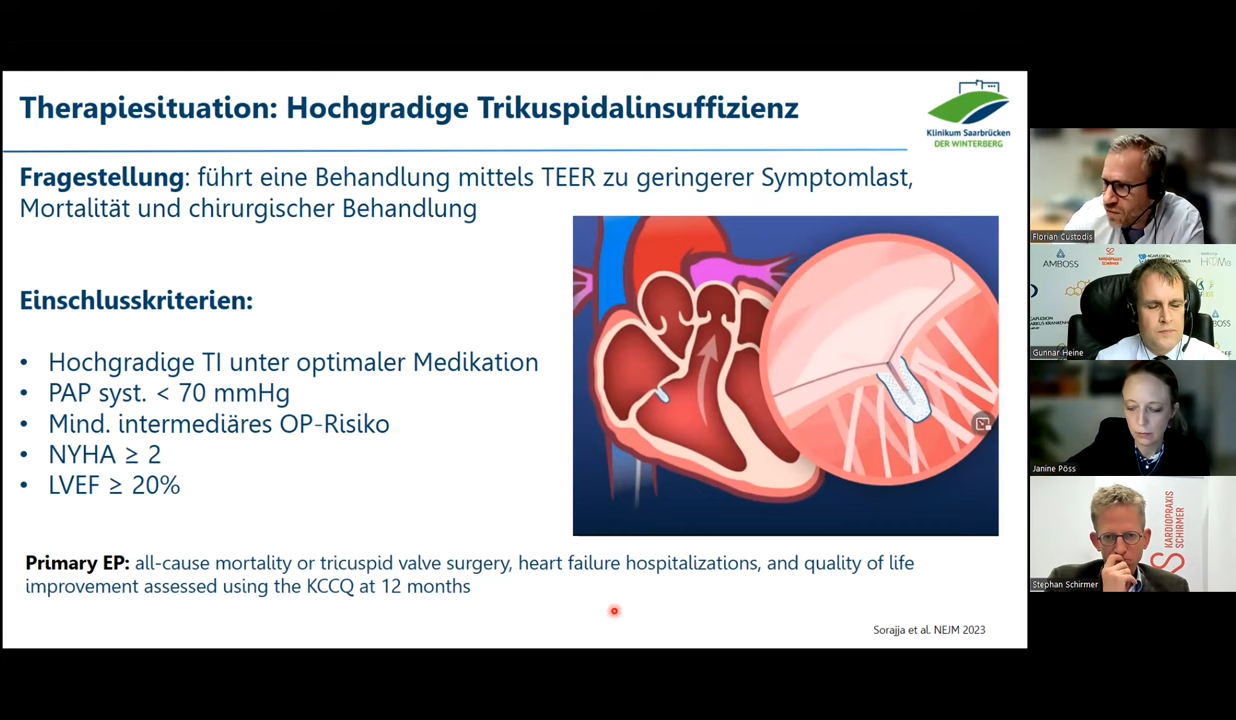 Therapiesituation: Hochgradige Trikuspidalinsuffizienz
Klinikum Saarbrücken
DER WINTERBERG
Fragestellung: führt eine Behandlung mittels TEER zu geringerer Symptomlast,
Mortalität und chirurgischer Behandlung
Einschlusskriterien:
• Hochgradige TI unter optimaler Medikation
• PAP syst. < 70 mmHg
• Mind. intermediäres OP-Risiko
• NYHA ≥ 2
• LVEF ≥ 20%
Primary EP: all-cause mortality or tricuspid valve surgery, heart failure hospitalizations, and quality of life
improvement assessed using the KCCQ at 12 months
Sorajja et al. NEJM 2023
Florian Custodis
AMBOSS
Gunnar Heine
Janine Pöss
KARDIOPRAXIS
SCHIRMER
Stephan Schirmer